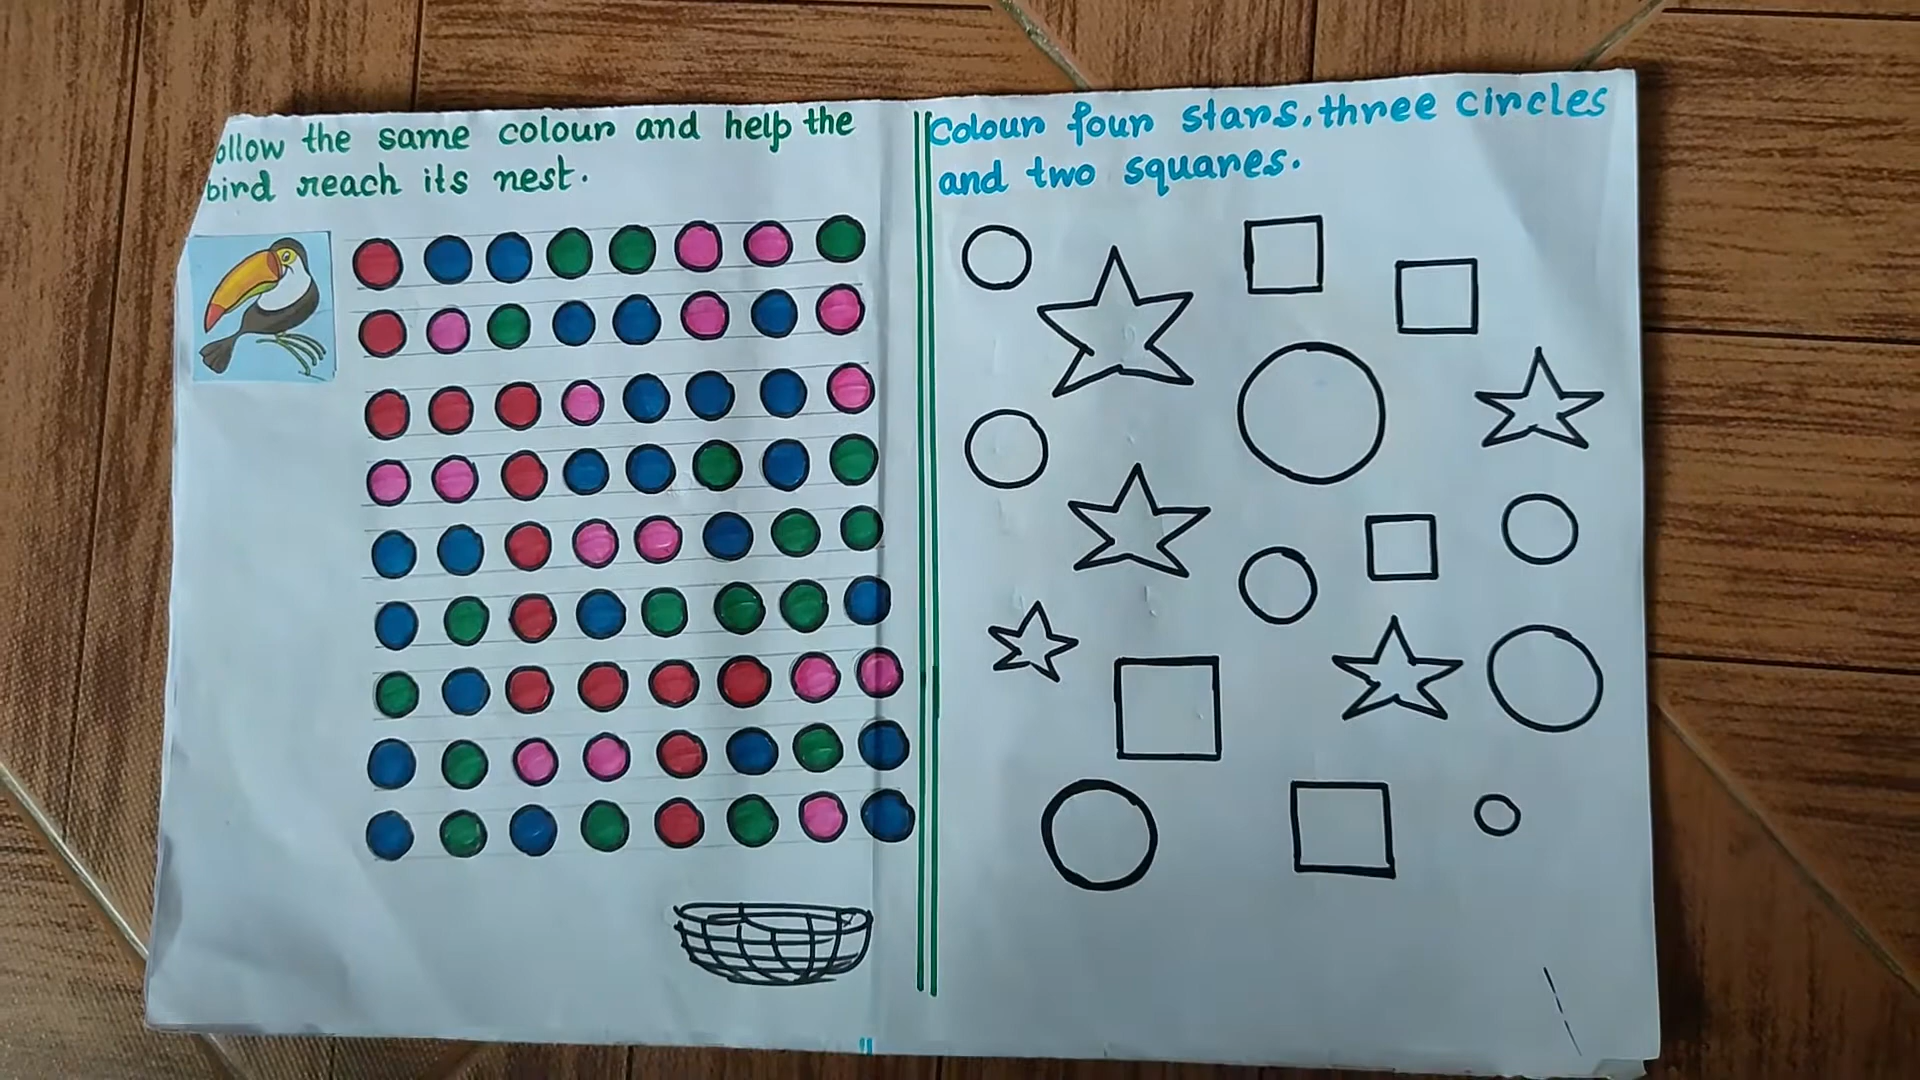 ollow the same colour and help the
bird reach its nest.
Colour four stars, three circles
and two squares.